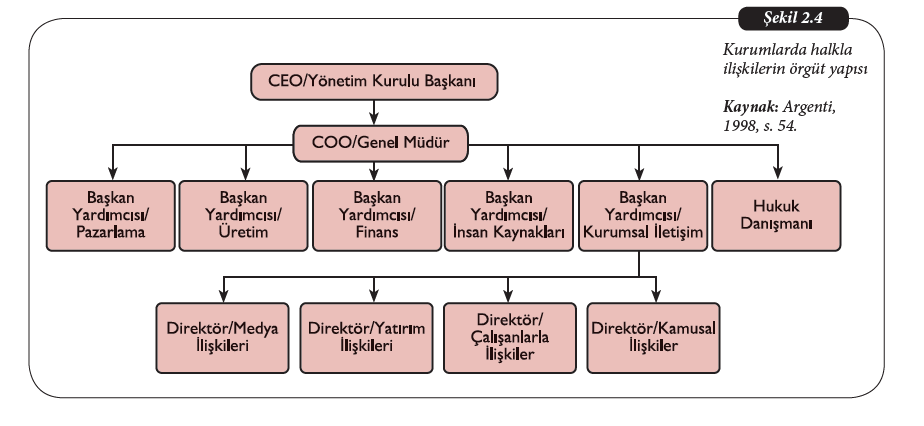 Şekil 2.4
Kurumlarda halkla
ilişkilerin örgüt yapısı
Kaynak: Argenti,
1998, s. 54.
CEO/Yönetim Kurulu Başkanı
COO/Genel Müdür
Başkan
Yardımcısı/
Pazarlama
Başkan
Yardımcısı/
Üretim
Başkan
Yardımcısı/
Finans
Başkan
Yardımcısı/
İnsan Kaynakları
Başkan
Yardımcısı/
Kurumsal İletişim
Hukuk
Danışmanı
Direktör/Medya
İlişkileri
Direktör/Yatırım
İlişkileri
Direktör/
Çalışanlarla
İlişkiler
Direktör/Kamusal
İlişkiler